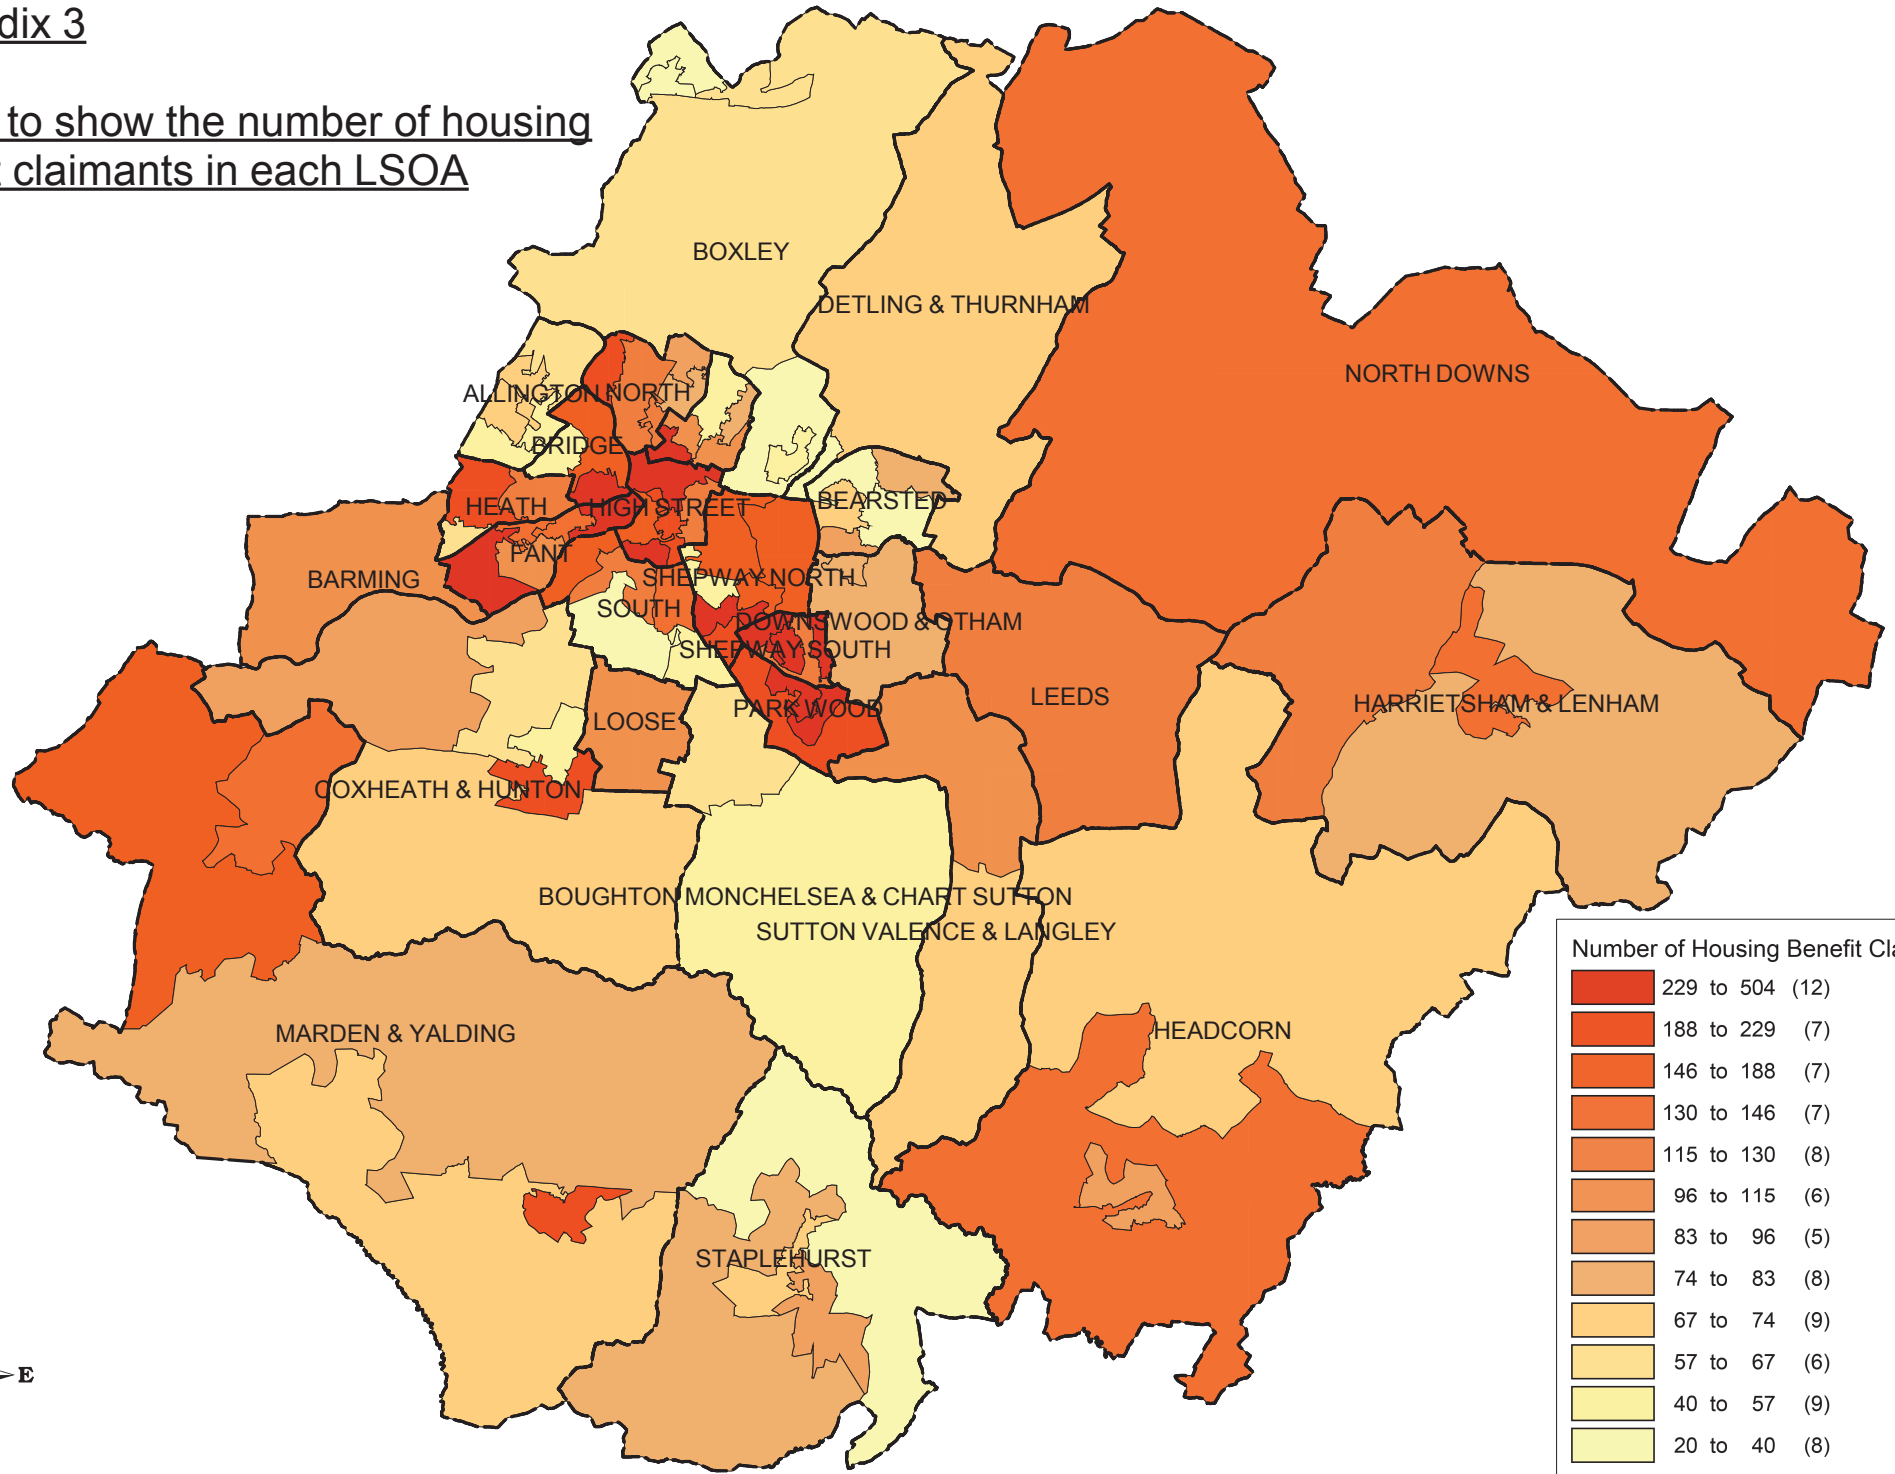 dix 3
to show the number of housing
claimants in each LSOA
BOXLEY
DETLING & THURNHAM
NORTH DOWNS
ALLINGTON
NORTH
BRIDGE
BEARSTED
HEATH
HIGH STREET
FANT
BARMING
SHEPWAY NORTH
SOUTH
DOWNSWOOD & OTHAM
SHEPWAY SOUTH
LEEDS
HARRIETSHAM & LENHAM
PARK WOOD
LOOSE
COXHEATH & HUNTON
BOUGHTON MONCHELSEA & CHART SUTTON
SUTTON VALENCE & LANGLEY
MARDEN & YALDING
HEADCORN
STAPLEHURST
E
Number of Housing Benefit Cla
229 to 504 (12)
188 to 229 (7)
146 to 188 (7)
130 to 146 (7)
115 to 130 (8)
96 to 115 (6)
83 to 96 (5)
74 to 83 (8)
67 to 74 (9)
57 to 67 (6)
40 to 57 (9)
20 to 40 (8)